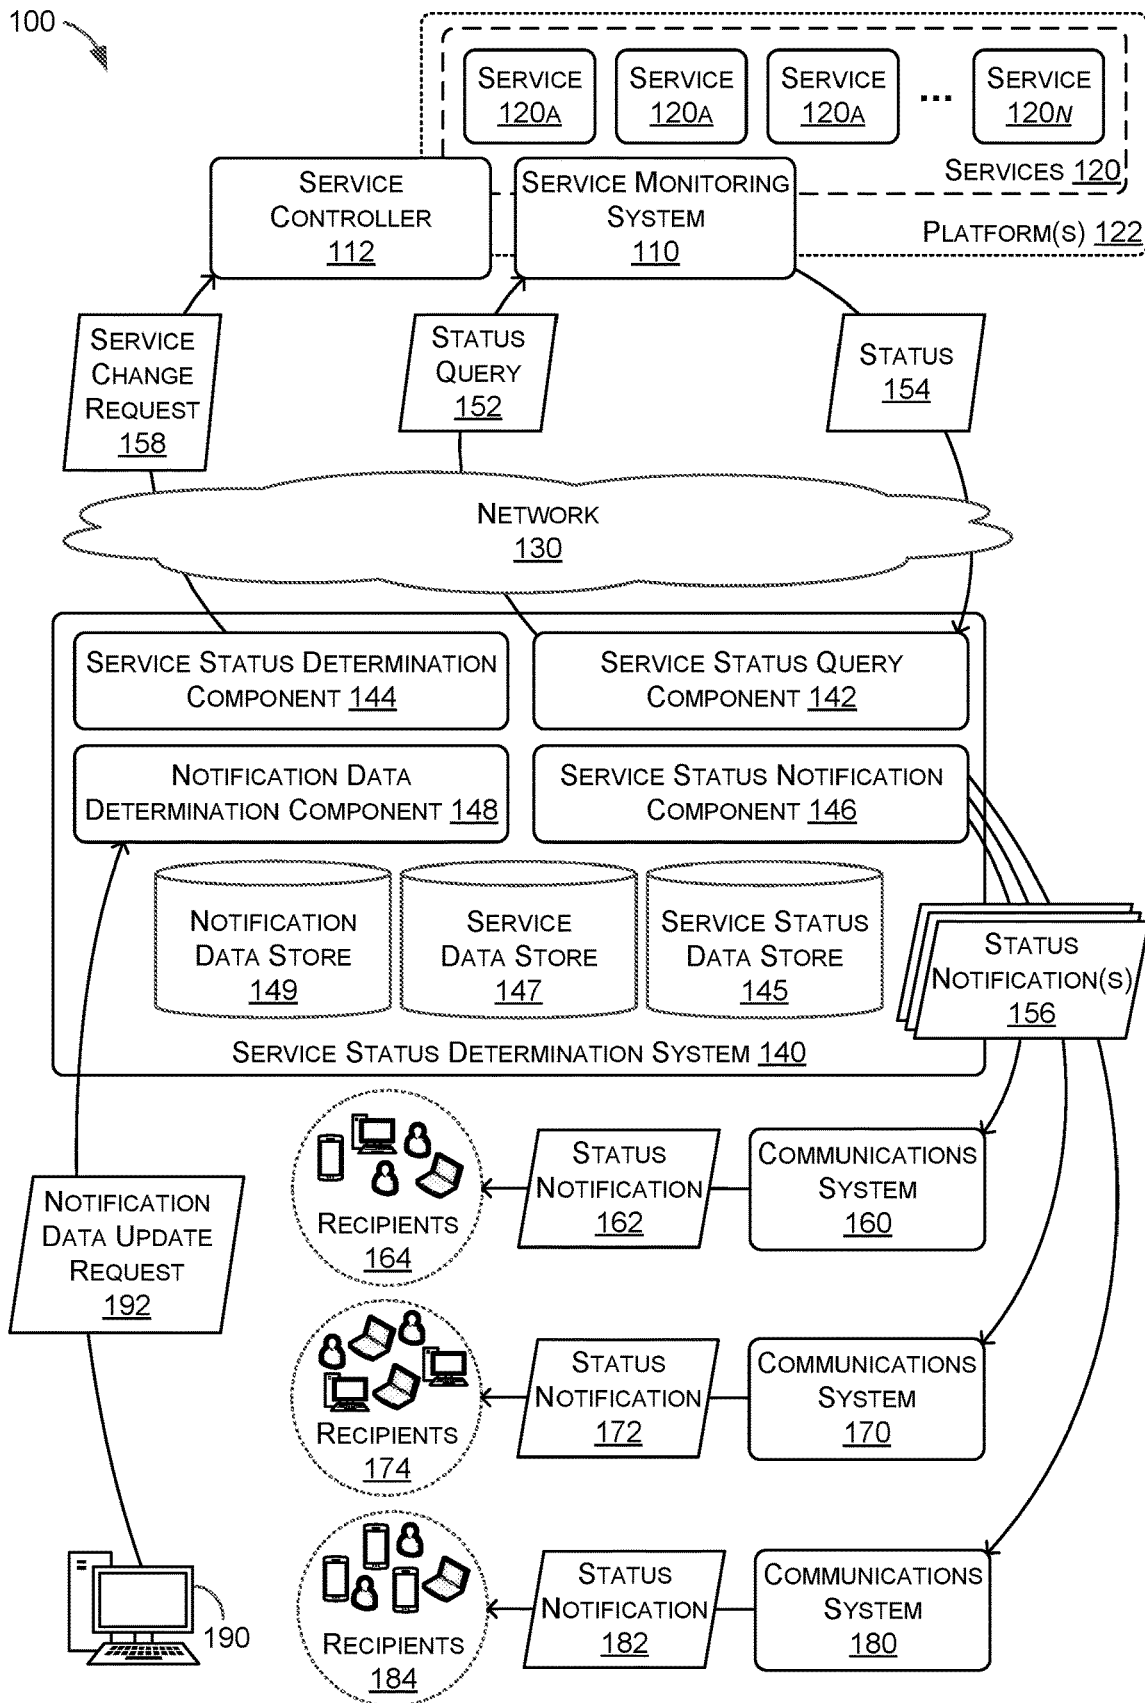 100
SERVICE
120A
SERVICE
120A
SERVICE
120A
...
SERVICE
120N
SERVICES 120
PLATFORM(S) 122
SERVICE
CONTROLLER
112
SERVICE MONITORING
SYSTEM
110
SERVICE
CHANGE
REQUEST
158
STATUS
QUERY
152
STATUS
154
NETWORK
130
SERVICE STATUS DETERMINATION
COMPONENT 144
SERVICE STATUS QUERY
COMPONENT 142
NOTIFICATION DATA
DETERMINATION COMPONENT 148
SERVICE STATUS NOTIFICATION
COMPONENT 146
NOTIFICATION
DATA STORE
149
SERVICE
DATA STORE
147
SERVICE STATUS
DATA STORE
145
STATUS
NOTIFICATION(S)
156
SERVICE STATUS DETERMINATION SYSTEM 140
RECIPIENTS
164
STATUS
NOTIFICATION
162
COMMUNICATIONS
SYSTEM
160
NOTIFICATION
DATA UPDATE
REQUEST
192
RECIPIENTS
174
STATUS
NOTIFICATION
172
COMMUNICATIONS
SYSTEM
170
190
RECIPIENTS
184
STATUS
NOTIFICATION
182
COMMUNICATIONS
SYSTEM
180